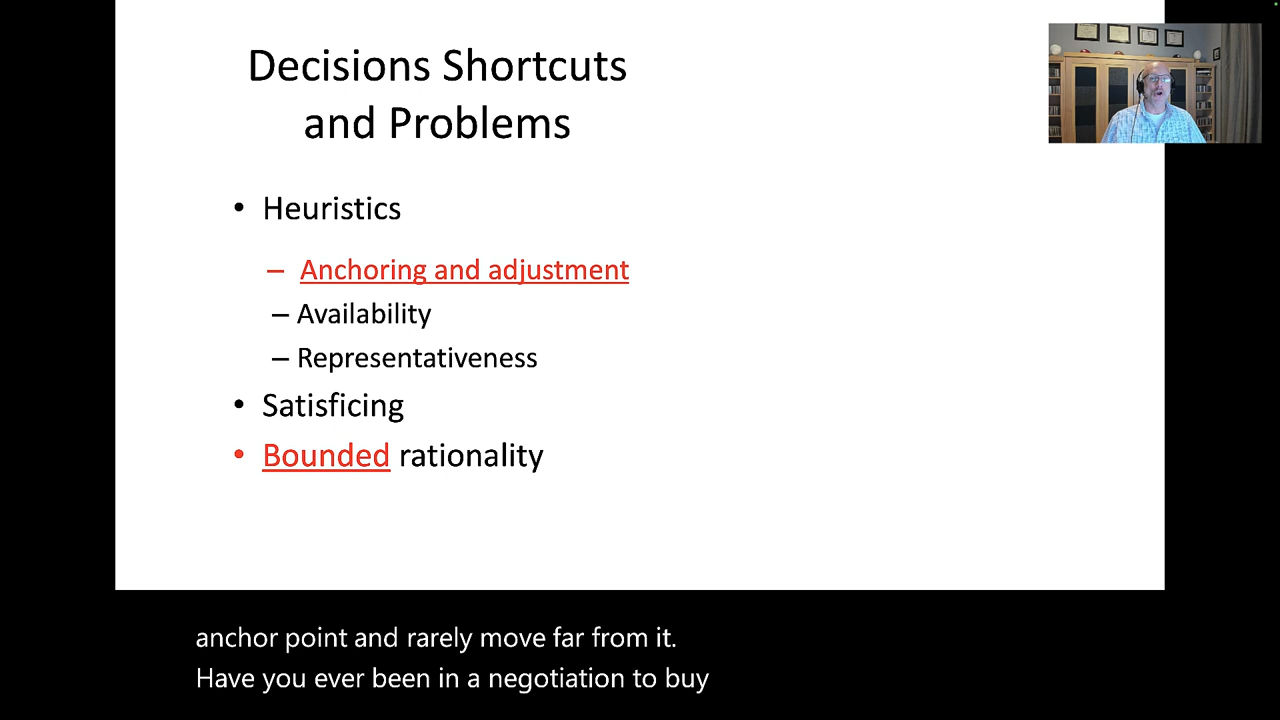 Decisions Shortcuts
and Problems
• Heuristics
– Anchoring and adjustment
– Availability
– Representativeness
• Satisficing
• Bounded rationality
anchor point and rarely move far from it.
Have you ever been in a negotiation to buy